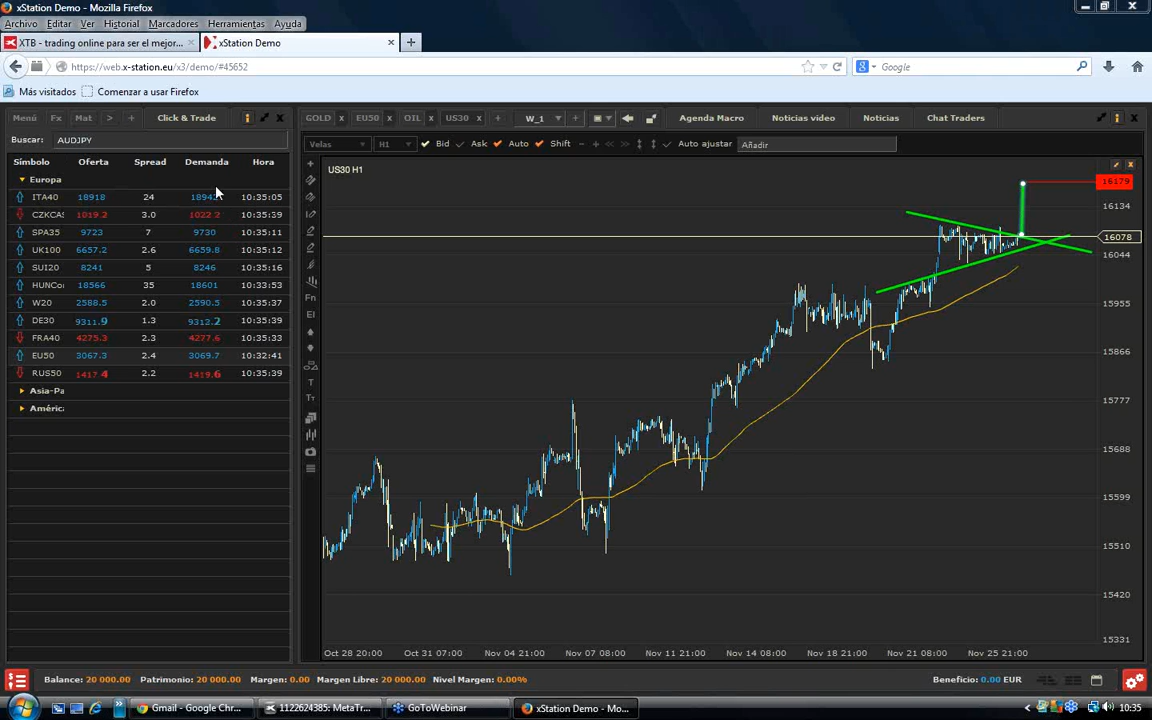 xStation Demo - Mozilla Firefox
Archivo Editar Ver Historial Marcadores Herramientas Ayuda
XTB - trading online para ser el mejor...
xStation Demo
https://web.x-station.eu/x3/demo/#45652
Google
Más visitados Comenzar a usar Firefox
Menú Fx Mat > + Click & Trade
GOLD x EU50 x OIL x US30 x + W_1 Agenda Macro Noticias video Noticias Chat Traders
Buscar: AUDJPY
Velas H1 Bid Ask Auto Shift Auto ajustar Añadir
Símbolo Oferta Spread Demanda Hora
Europa
ITA40 18918 24 10:35:05
CZKCA 1019.2 3.0 1022.2 10:35:39
SPA35 9723 7 9730 10:35:11
UK100 6657.2 2.6 6659.8 10:35:12
SUI20 8241 5 8246 10:35:16
HUNCo 18566 35 18601 10:33:53
W20 2588.5 2.0 2590.5 10:35:37
DE30 9311.9 1.3 9312.2 10:35:39
FRA40 4275.3 2.3 4277.6 10:35:33
EU50 3067.3 2.4 3069.7 10:32:41
RUS50 1417.4 2.2 1419.6 10:35:39
Asia-Pa
Améric
US30 H1
16179
16134
16078
16044
15955
15866
15777
15688
15599
15510
15420
15331
Fn
EI
T
Tт
Oct 28 20:00 Oct 31 07:00 Nov 04 21:00 Nov 07 08:00 Nov 11 21:00 Nov 14 08:00 Nov 18 21:00 Nov 21 08:00 Nov 25 21:00
Balance: 20 000.00 Patrimonio: 20 000.00 Margen: 0.00 Margen Libre: 20 000.00 Nivel Margen: 0.00% Beneficio: 0.00 EUR
Gmail - Google Chr... 1122624385: MetaTr... GoToWebinar xStation Demo - Mo... 10:35